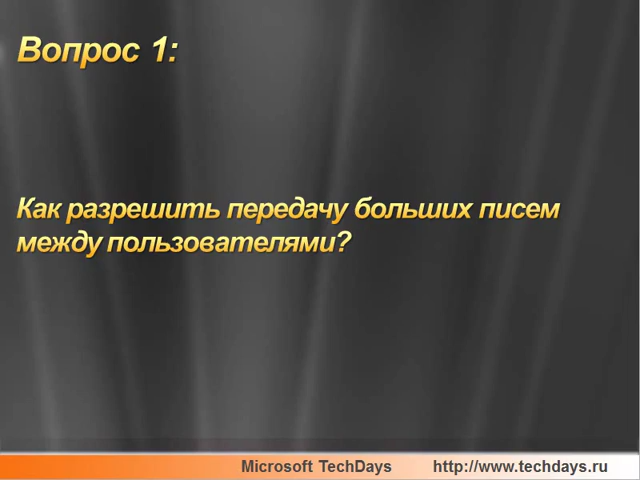 Вопрос 1:
Как разрешить передачу больших писем
между пользователями?
Microsoft TechDays http://www.techdays.ru